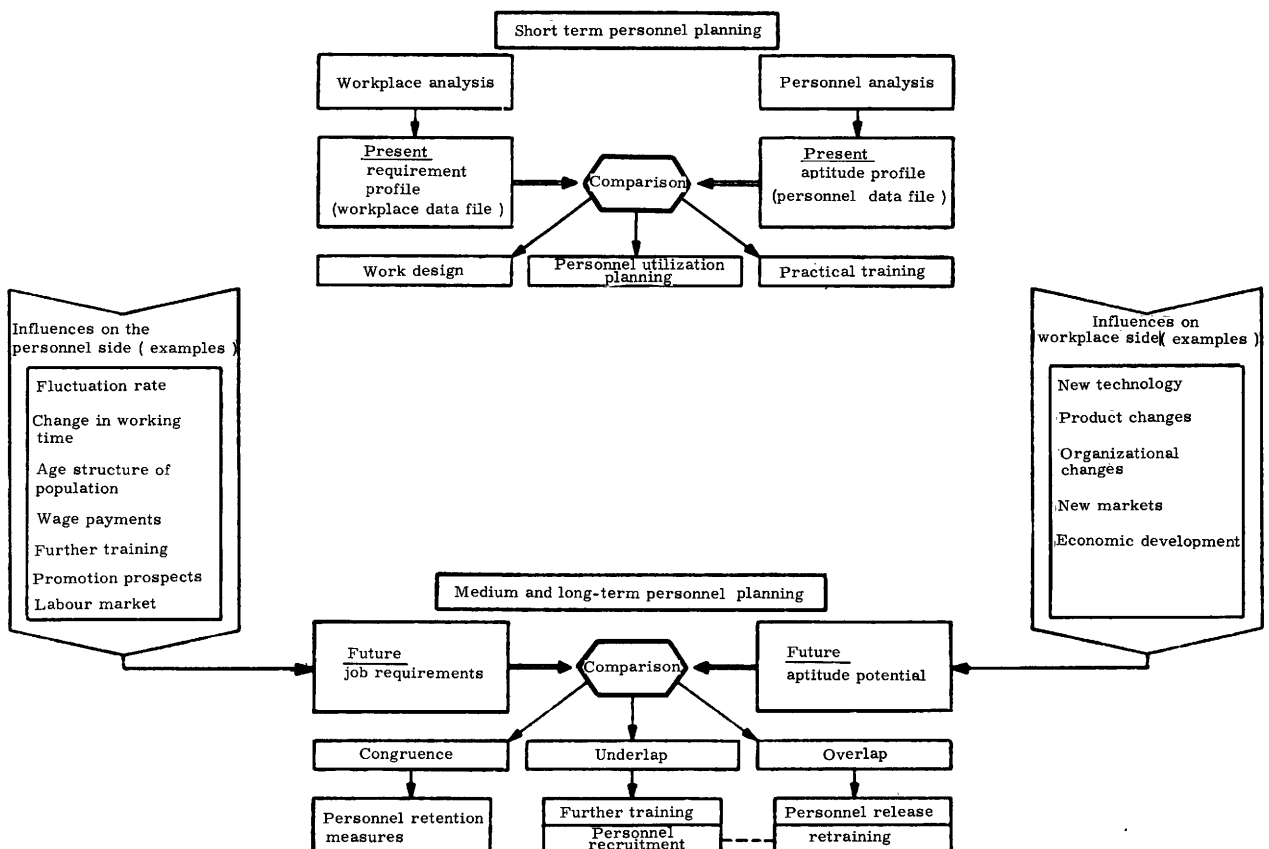 Short term personnel planning
Workplace analysis
Personnel analysis
Present
requirement
profile
(workplace data file )
Comparison
Present
aptitude profile
(personnel data file )
Work design
Personnel utilization
planning
Practical training
Influences on the
personnel side ( examples )
Fluctuation rate
Change in working
time
Age structure of
population
Wage payments
Further training
Promotion prospects
Labour market
Influences on
workplace side( examples )
New technology
Product changes
Organizational
changes
New markets
Economic development
Medium and long-term personnel planning
Future
job requirements
Comparison
Future
aptitude potential
Congruence
Underlap
Overlap
Personnel retention
measures
Further training
Personnel
recruitment
Personnel release
retraining